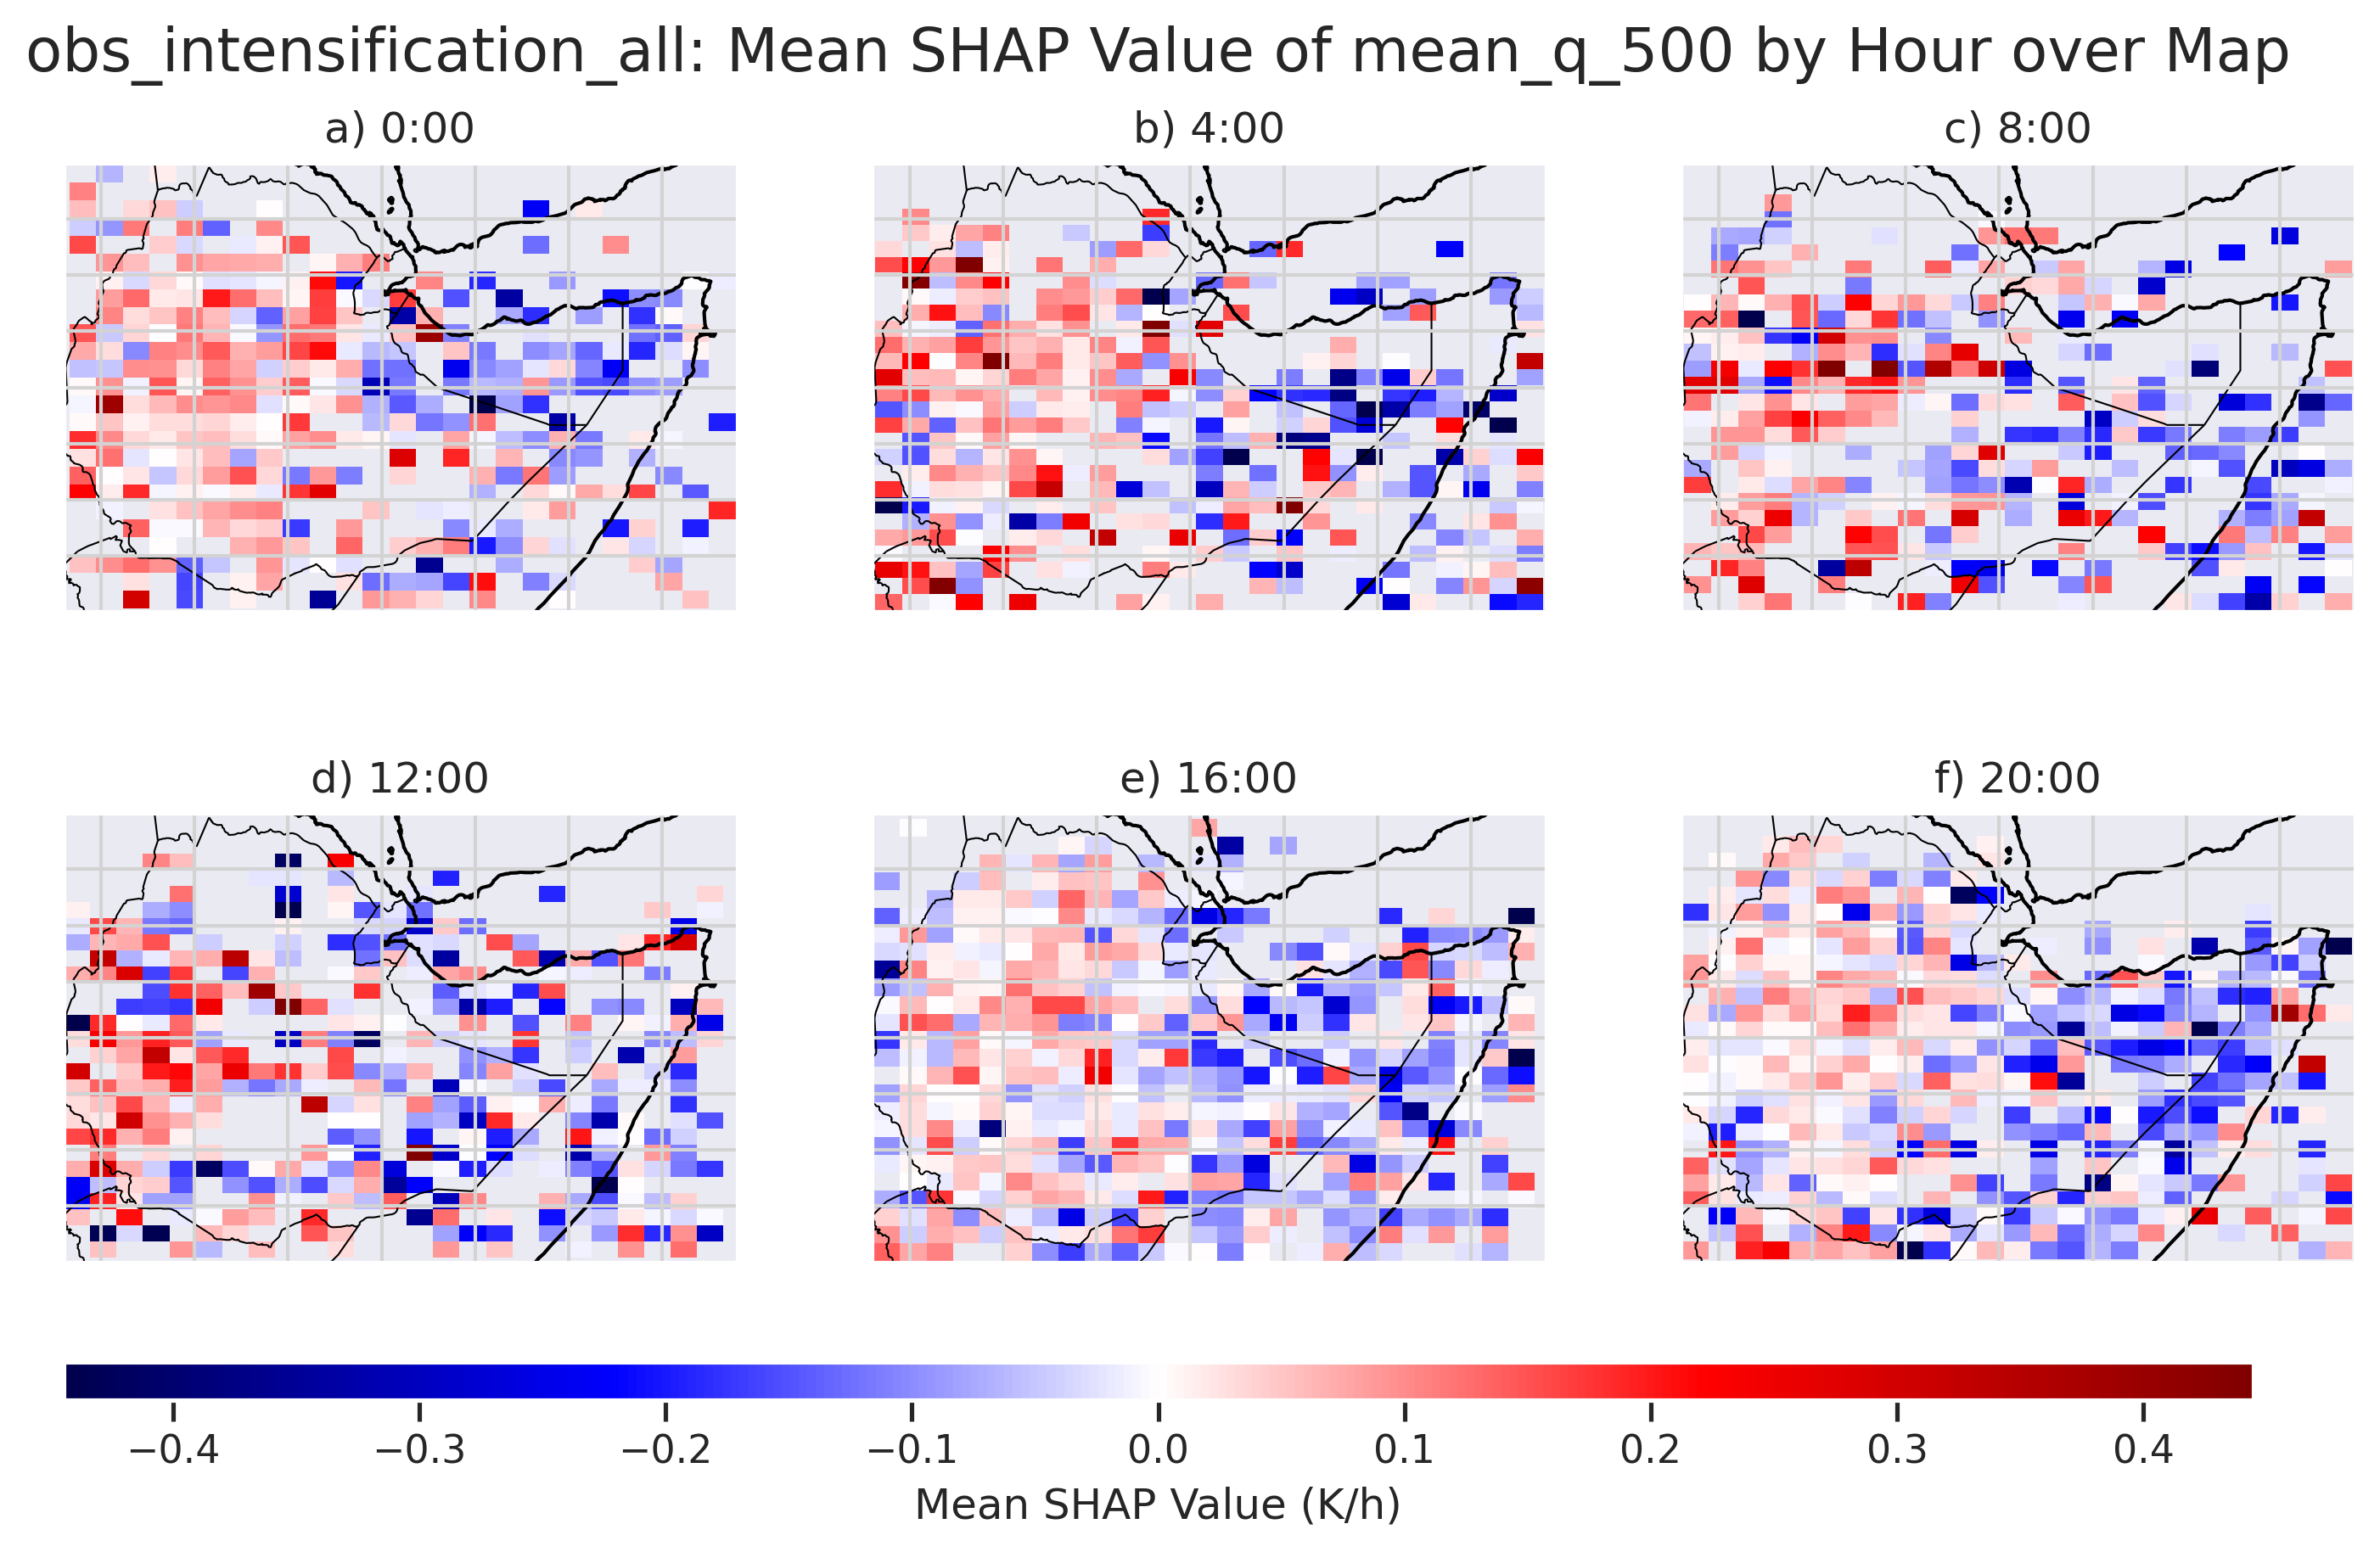 obs_intensification_all: Mean SHAP Value of mean_q_500 by Hour over Map
a) 0:00
b) 4:00
c) 8:00
d) 12:00
e) 16:00
f) 20:00
−0.4 −0.3 −0.2 −0.1 0.0 0.1 0.2 0.3 0.4
Mean SHAP Value (K/h)